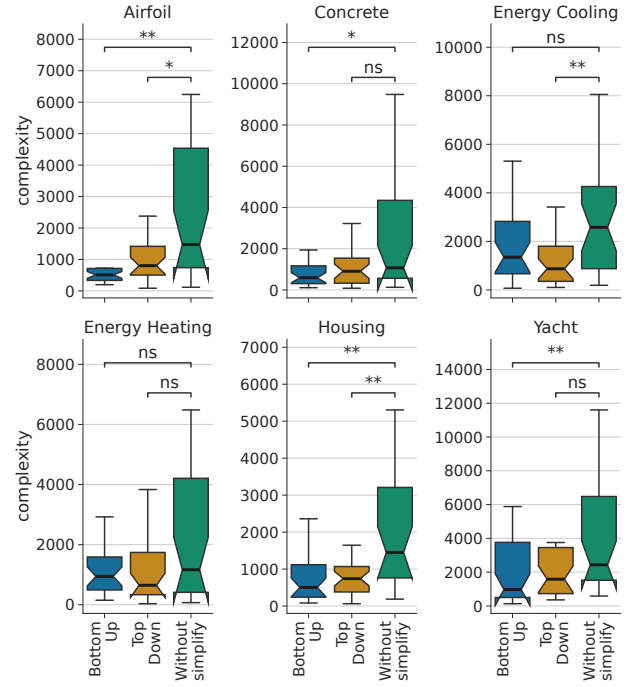 Airfoil
Concrete
Energy Cooling
complexity
8000
7000
6000
5000
4000
3000
2000
1000
0
**
*
12000
10000
8000
6000
4000
2000
0
*
ns
10000
8000
6000
4000
2000
0
ns
**
Energy Heating
Housing
Yacht
complexity
8000
6000
4000
2000
0
ns
ns
7000
6000
5000
4000
3000
2000
1000
0
**
**
14000
12000
10000
8000
6000
4000
2000
0
**
ns
Bottom
Up
Top
Down
Without
simplify
Bottom
Up
Top
Down
Without
simplify
Bottom
Up
Top
Down
Without
simplify